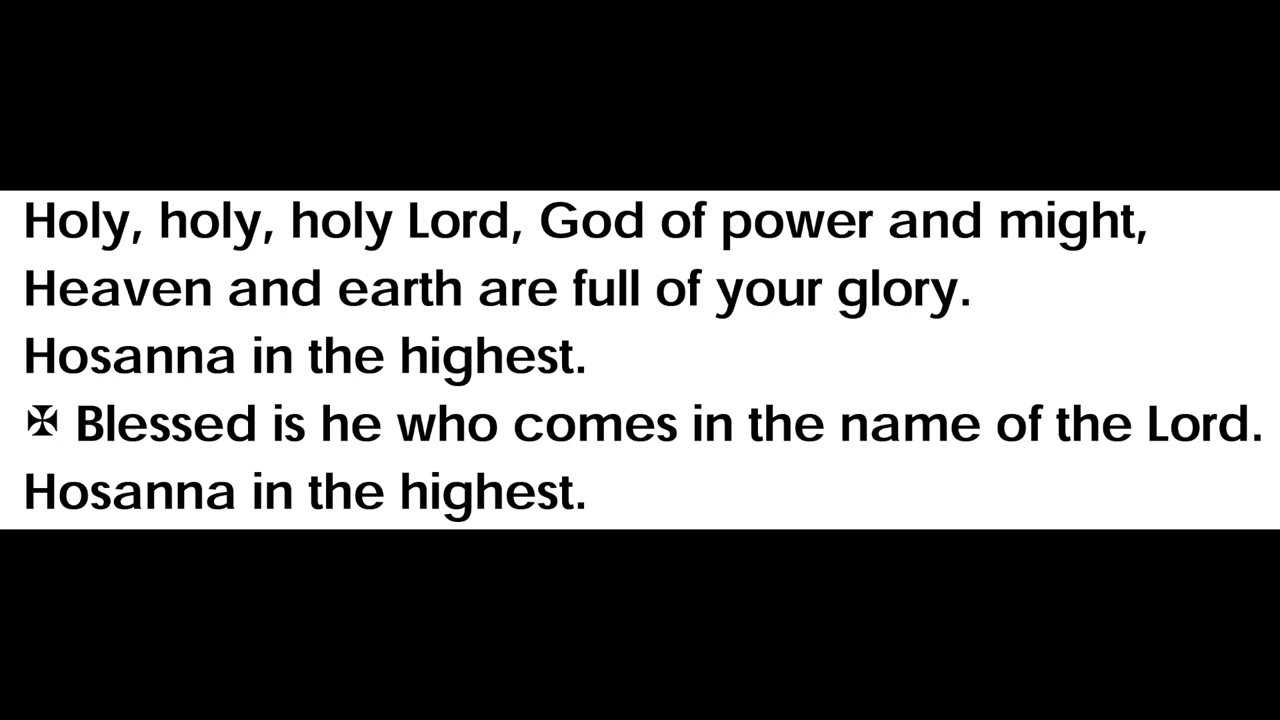 Holy, holy, holy Lord, God of power and might,
Heaven and earth are full of your glory.
Hosanna in the highest.
✠ Blessed is he who comes in the name of the Lord.
Hosanna in the highest.